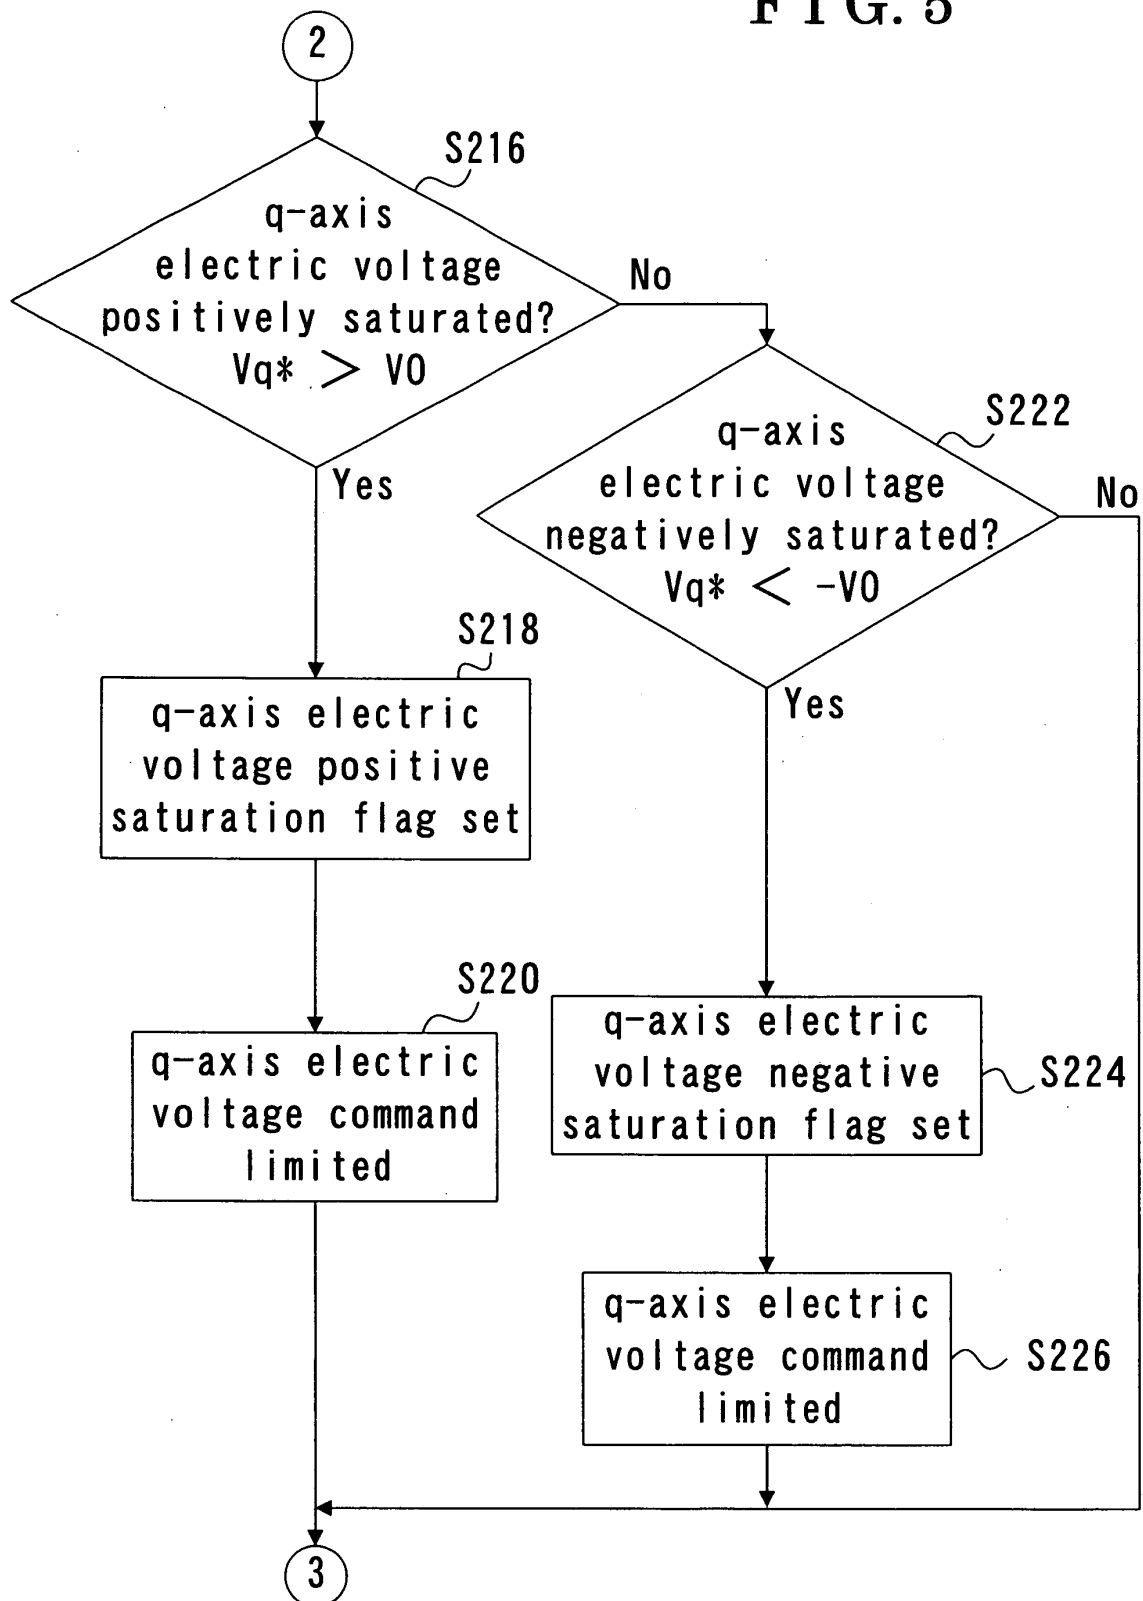 FIG. 5
2
S216
q-axis
electric voltage
positively saturated?
Vq* > V0
No
Yes
S222
q-axis
electric voltage
negatively saturated?
Vq* < -V0
No
Yes
S218
q-axis electric
voltage positive
saturation flag set
S220
q-axis electric
voltage command
limited
q-axis electric
voltage negative
saturation flag set
S224
q-axis electric
voltage command
limited
S226
3